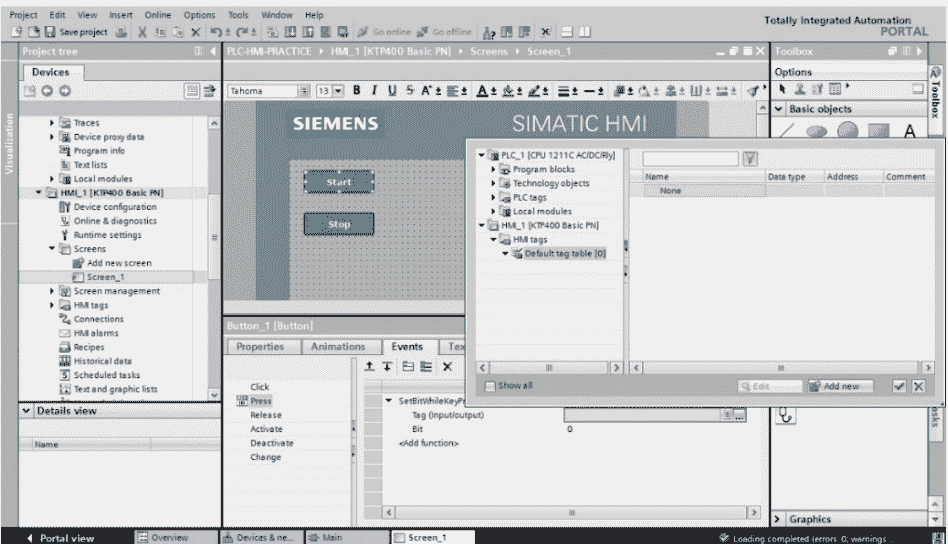 Project Edit View Insert Online Options Tools Window Help
Totally Integrated Automation
PORTAL
Save project
Go online
Go offline
Project tree
PLC-HMI-PRACTICE HMI_1 [KTP400 Basic PN] Screens Screen_1
Toolbox
Devices
Options
Tahoma 13 B I U S A A
Visualization
Toolbox
Basic objects
A
Traces
Device proxy data
Program info
Text lists
Local modules
HMI_1 [KTP400 Basic PN]
Device configuration
Online & diagnostics
Runtime settings
Screens
Add new screen
Screen_1
Screen management
HMI tags
Connections
HMI alarms
Recipes
Historical data
Scheduled tasks
Text and graphic lists
Details view
Name
SIEMENS
SIMATIC HMI
Start
Stop
PLC_1 [CPU 1211C AC/DC/Rly]
Program blocks
Technology objects
PLC tags
Local modules
HMI_1 [KTP400 Basic PN]
HMI tags
Default tag table [0]
Name Data type Address Comment
None
Show all
Edit
Add new
Button_1 [Button]
Properties Animations Events Tex
Click
Press
Release
Activate
Deactivate
Change
SetBitWhileKeyPr
Tag (Input/output)
Bit 0
<Add function>
asks
Graphics
Portal view
Overview
Devices & ne...
Main
Screen_1
Loading completed (errors 0; warnings